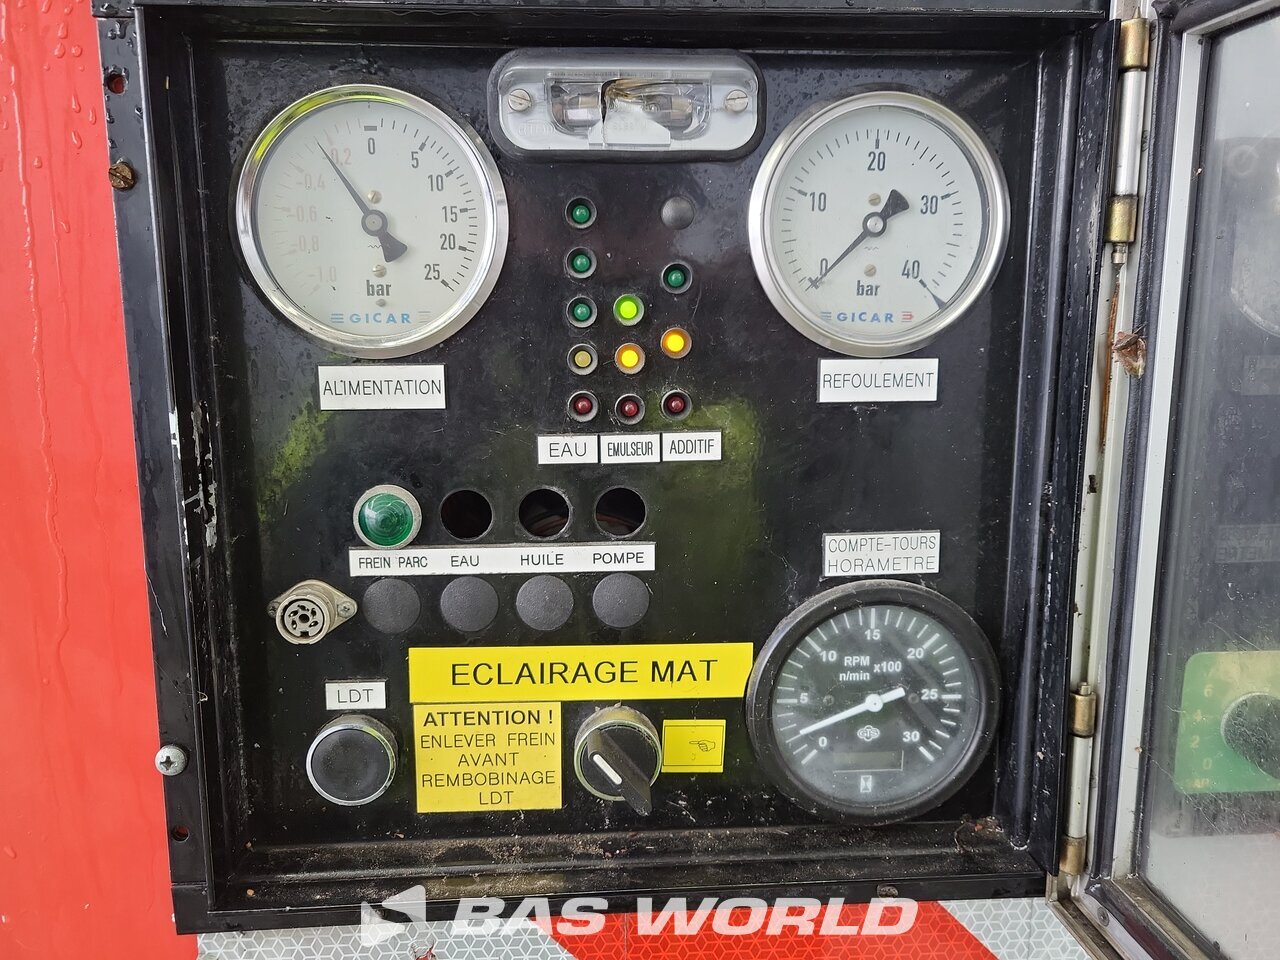 -0,2
0
5
-0,4
10
-0,6
15
-0,8
20
-1,0
25
bar
GICAR
ALIMENTATION
20
10
30
0
40
bar
GICAR
REFOULEMENT
EAU
EMULSEUR
ADDITIF
FREIN PARC
EAU
HUILE
POMPE
COMPTE-TOURS
HORAMETRE
15
10
20
RPM
x100
n/min
5
25
0
30
ECLAIRAGE MAT
LDT
ATTENTION !
ENLEVER FREIN
AVANT
REMBOBINAGE
LDT
BAS WORLD